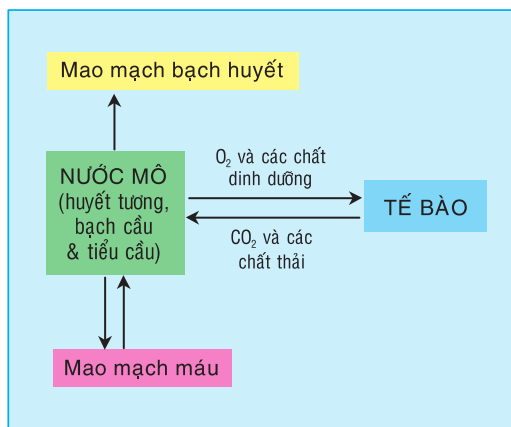 Mao mạch bạch huyết
NƯỚC MÔ
(huyết tương,
bạch cầu
& tiểu cầu)
O₂ và các chất
dinh dưỡng
TẾ BÀO
CO₂ và các
chất thải
Mao mạch máu